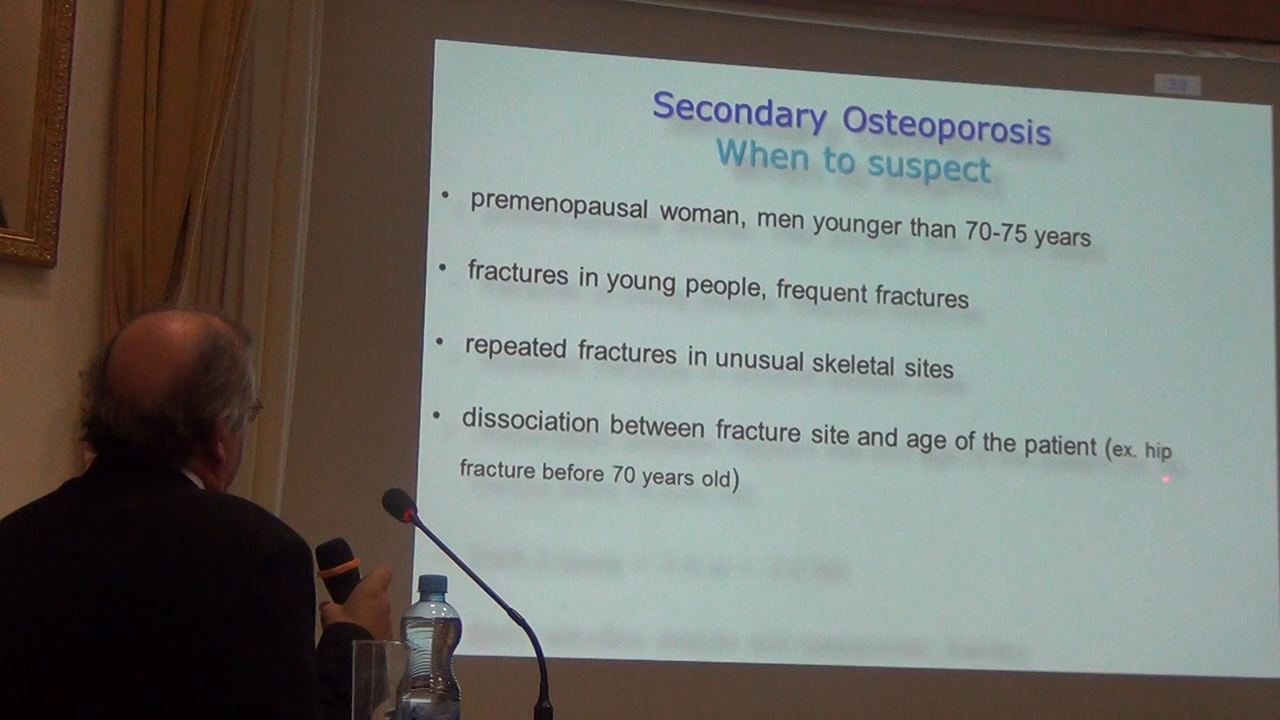 Secondary Osteoporosis
When to suspect
• premenopausal woman, men younger than 70-75 years
• fractures in young people, frequent fractures
• repeated fractures in unusual skeletal sites
• dissociation between fracture site and age of the patient (ex. hip
fracture before 70 years old)